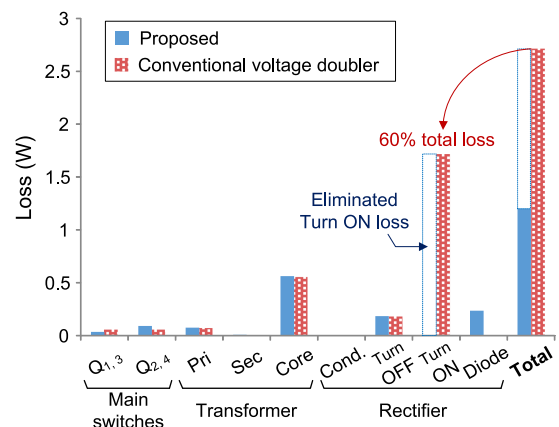 Loss (W)
3
2.5
2
1.5
1
0.5
0
Proposed
Conventional voltage doubler
60% total loss
Eliminated
Turn ON loss
Q1, 3
Q2, 4
Pri
Sec
Core
Cond.
Turn OFF
Turn ON
Diode
Total
Main
switches
Transformer
Rectifier